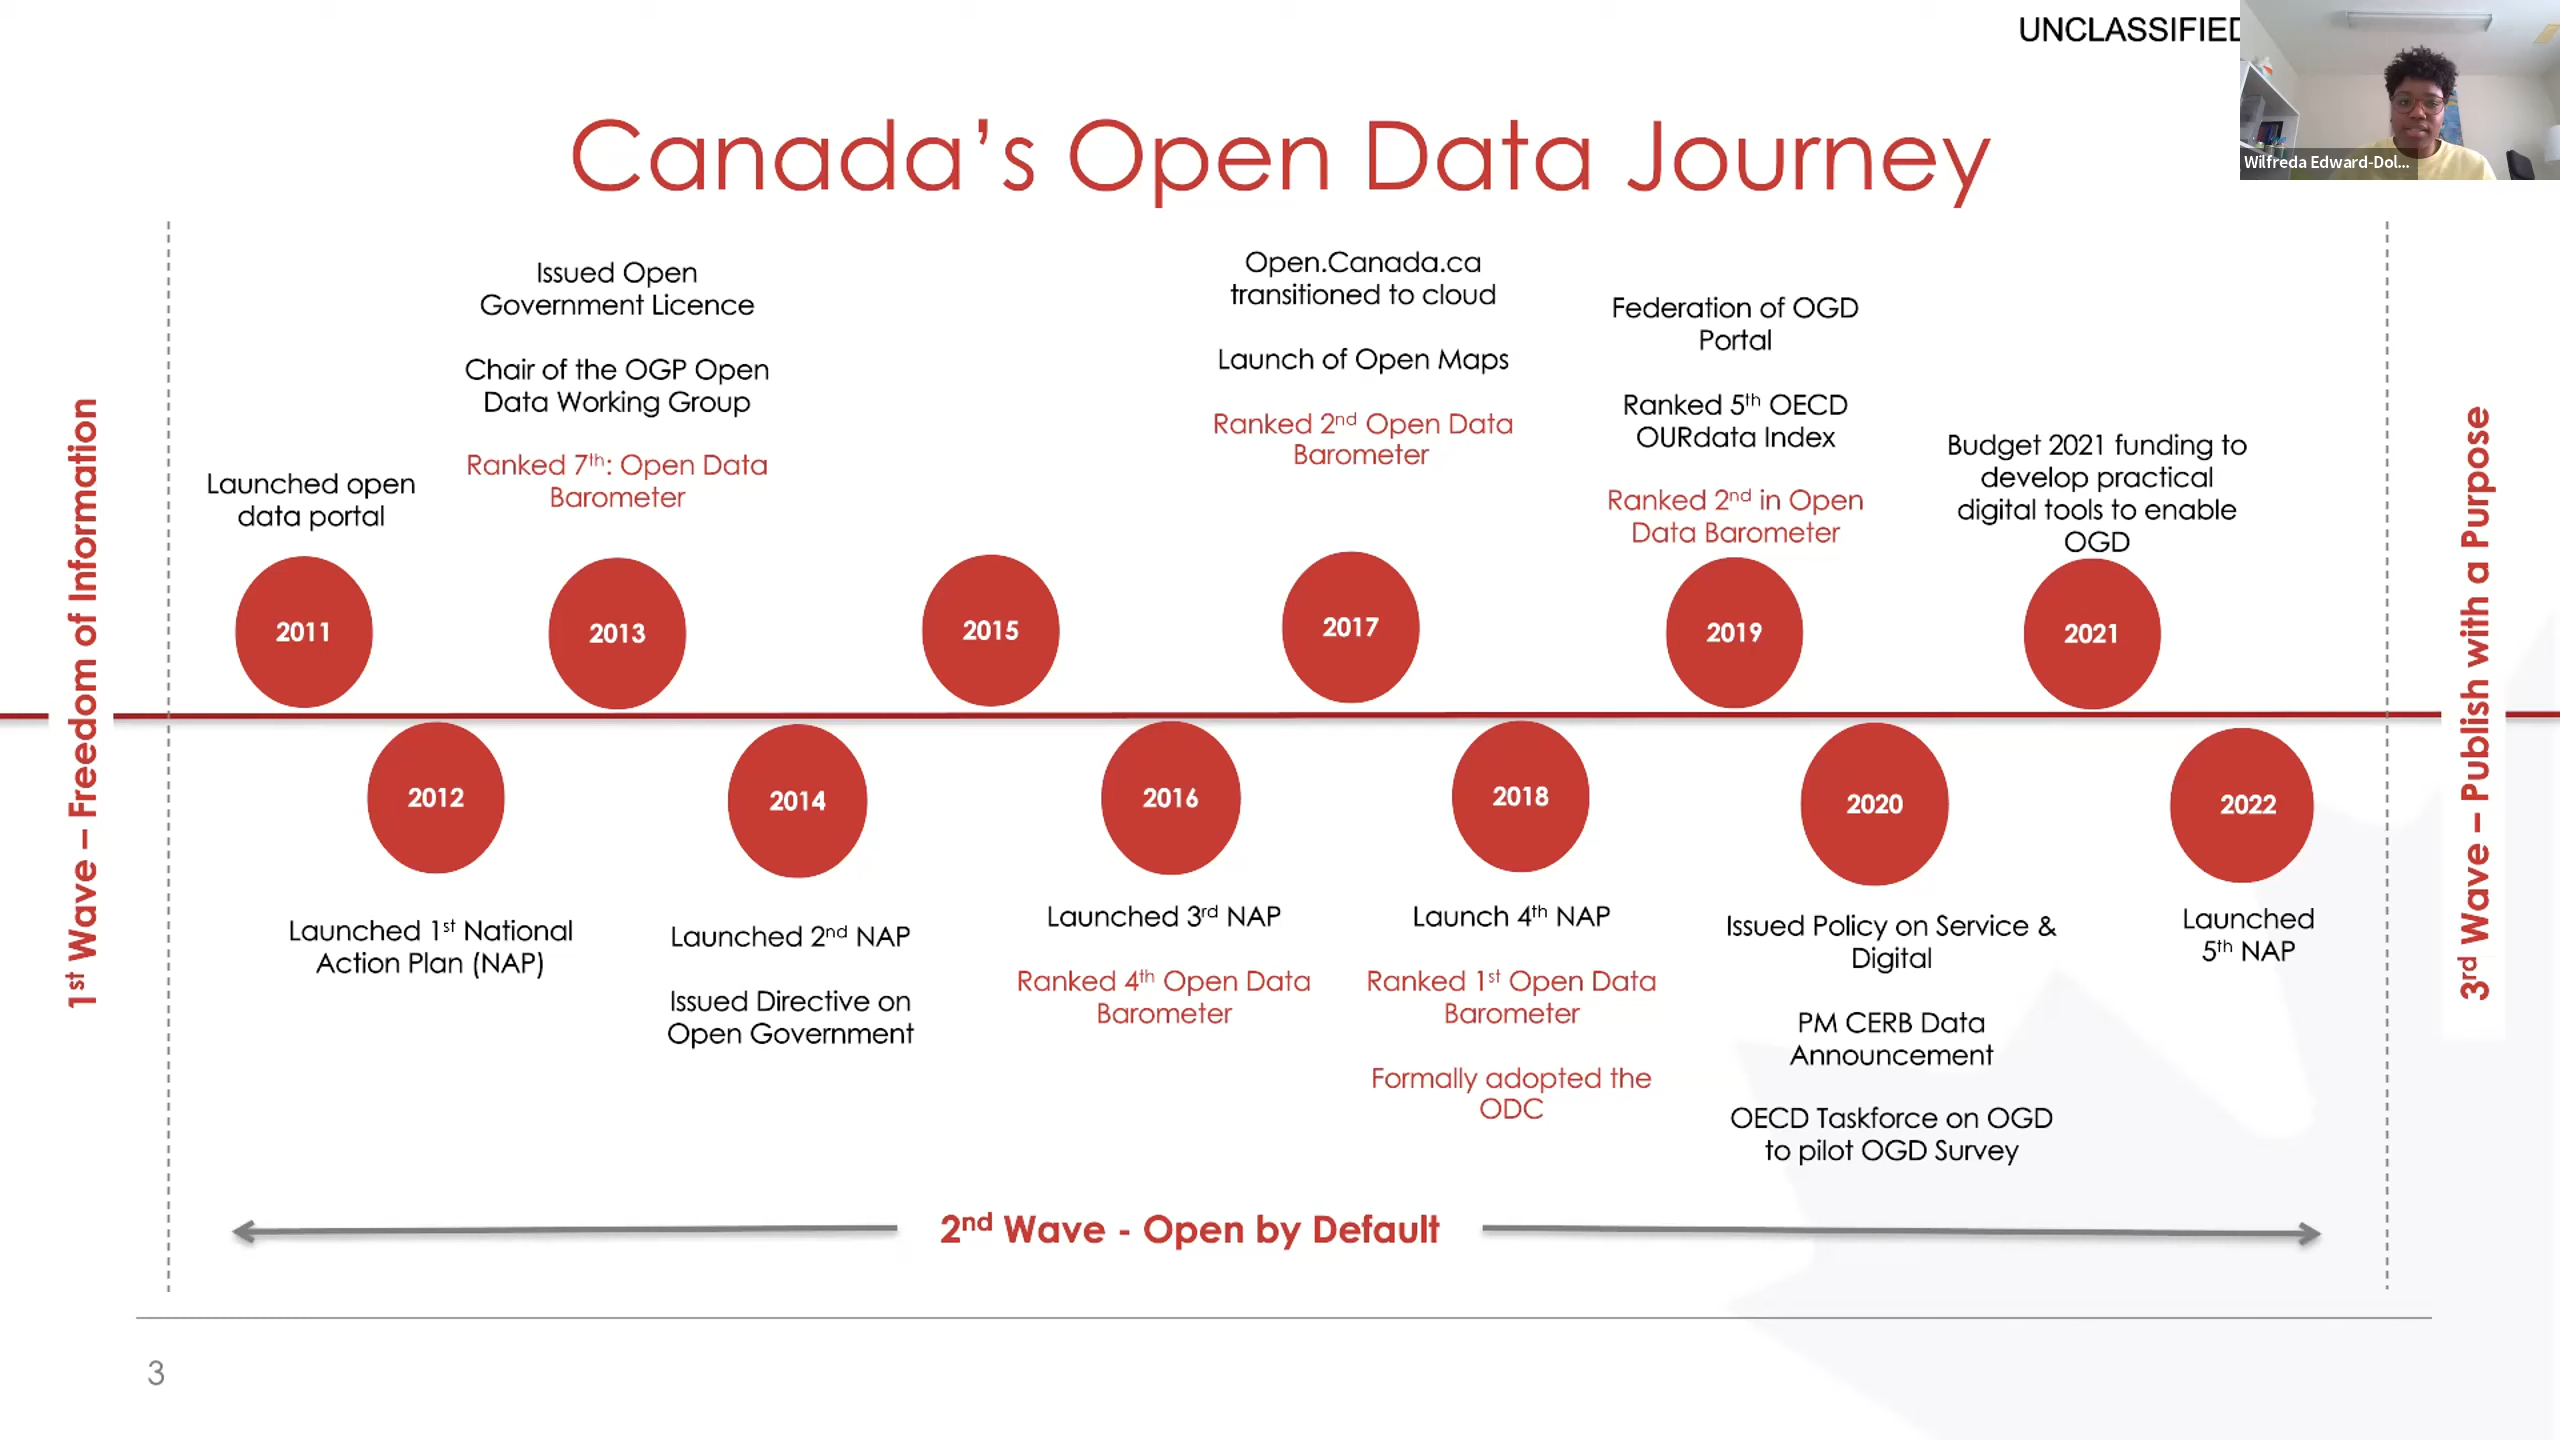 UNCLASSIFIED
Wilfreda Edward-Dol...
Canada's Open Data Journey
1st Wave – Freedom of Information
Launched open
data portal
2011
Launched 1st National
Action Plan (NAP)
2012
Issued Open
Government Licence
Chair of the OGP Open
Data Working Group
Ranked 7th: Open Data
Barometer
2013
2014
Launched 2nd NAP
Issued Directive on
Open Government
2015
2016
Launched 3rd NAP
Ranked 4th Open Data
Barometer
Open.Canada.ca
transitioned to cloud
Launch of Open Maps
Ranked 2nd Open Data
Barometer
2017
2018
Launch 4th NAP
Ranked 1st Open Data
Barometer
Formally adopted the
ODC
Federation of OGD
Portal
Ranked 5th OECD
OURdata Index
Ranked 2nd in Open
Data Barometer
2019
2020
Issued Policy on Service &
Digital
PM CERB Data
Announcement
OECD Taskforce on OGD
to pilot OGD Survey
Budget 2021 funding to
develop practical
digital tools to enable
OGD
2021
2022
Launched
5th NAP
3rd Wave – Publish with a Purpose
2nd Wave - Open by Default
3